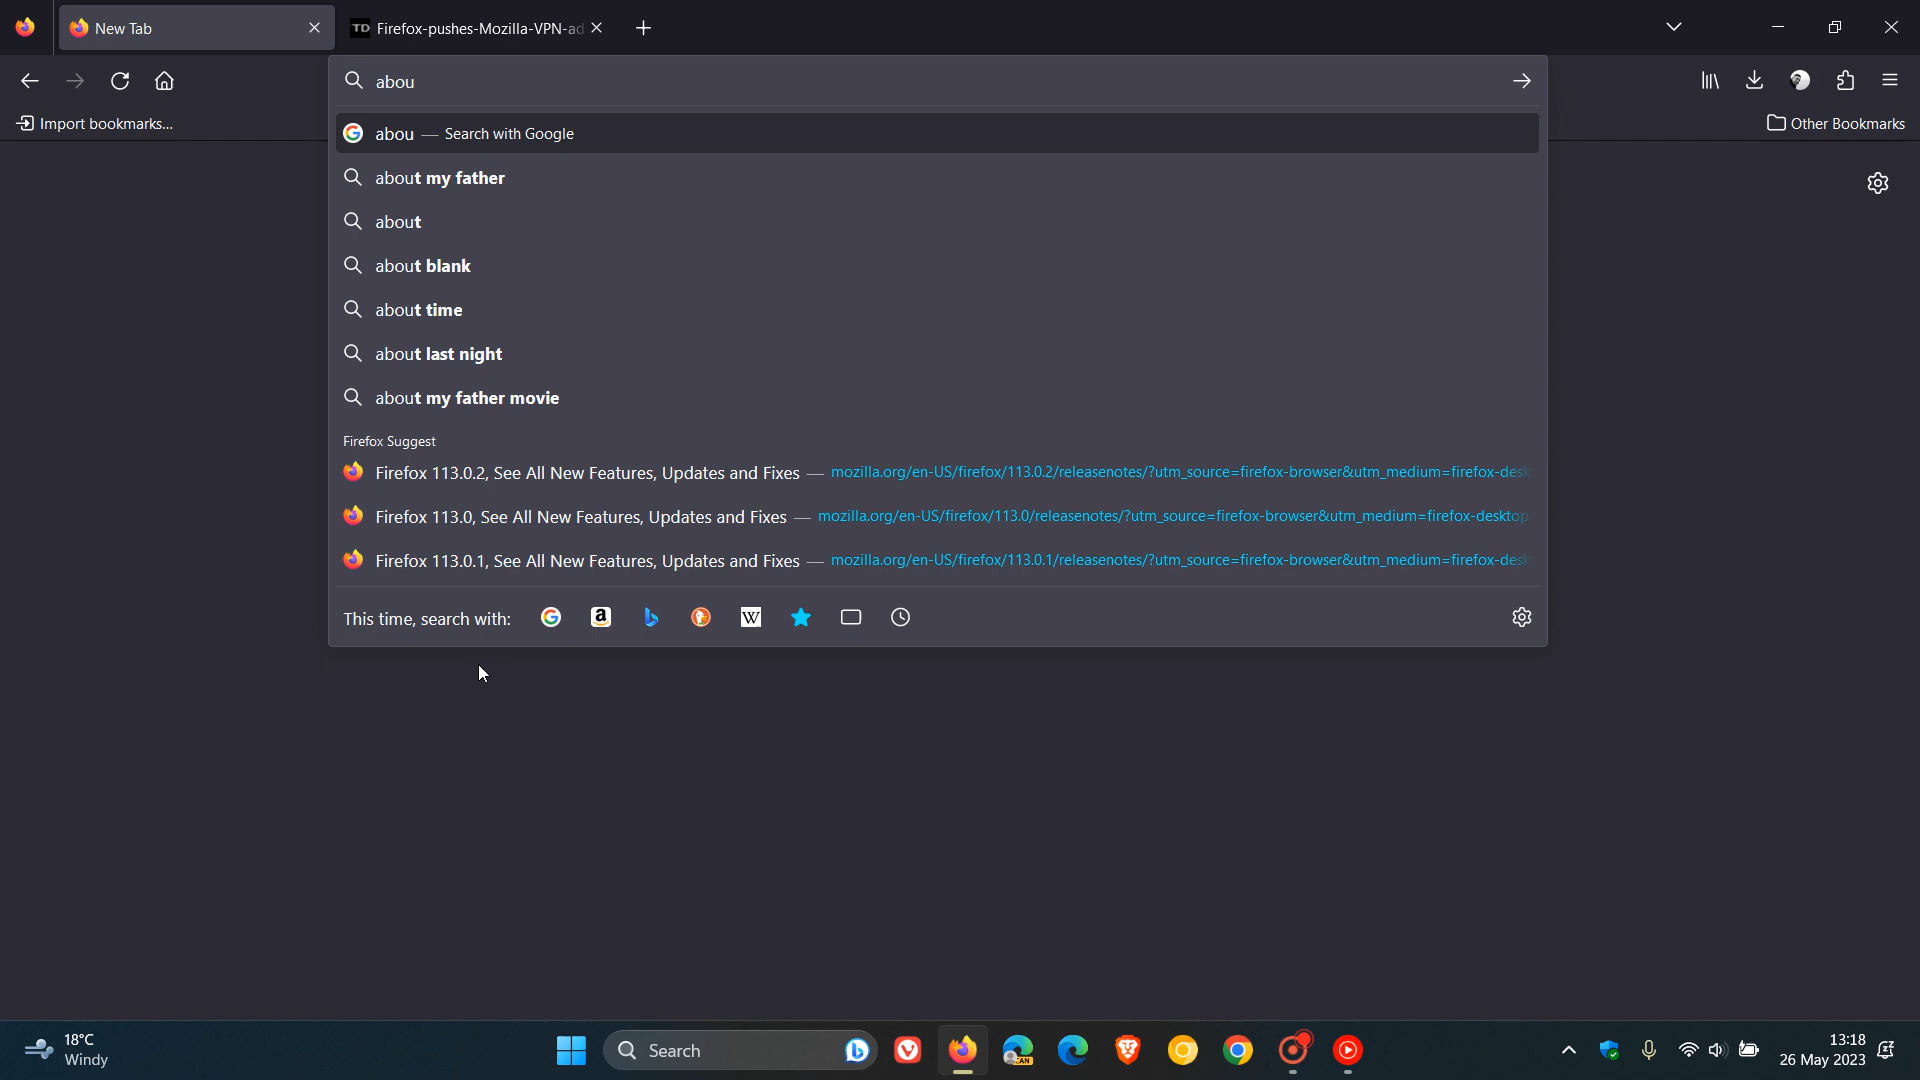 New Tab
TD Firefox-pushes-Mozilla-VPN-ad
abou
Import bookmarks...
Other Bookmarks
abou — Search with Google
about my father
about
about blank
about time
about last night
about my father movie
Firefox Suggest
Firefox 113.0.2, See All New Features, Updates and Fixes — mozilla.org/en-US/firefox/113.0.2/releasenotes/?utm_source=firefox-browser&utm_medium=firefox-desk
Firefox 113.0, See All New Features, Updates and Fixes — mozilla.org/en-US/firefox/113.0/releasenotes/?utm_source=firefox-browser&utm_medium=firefox-desktop
Firefox 113.0.1, See All New Features, Updates and Fixes — mozilla.org/en-US/firefox/113.0.1/releasenotes/?utm_source=firefox-browser&utm_medium=firefox-desk
This time, search with:
18°C
Windy
Search
CAN
13:18
26 May 2023